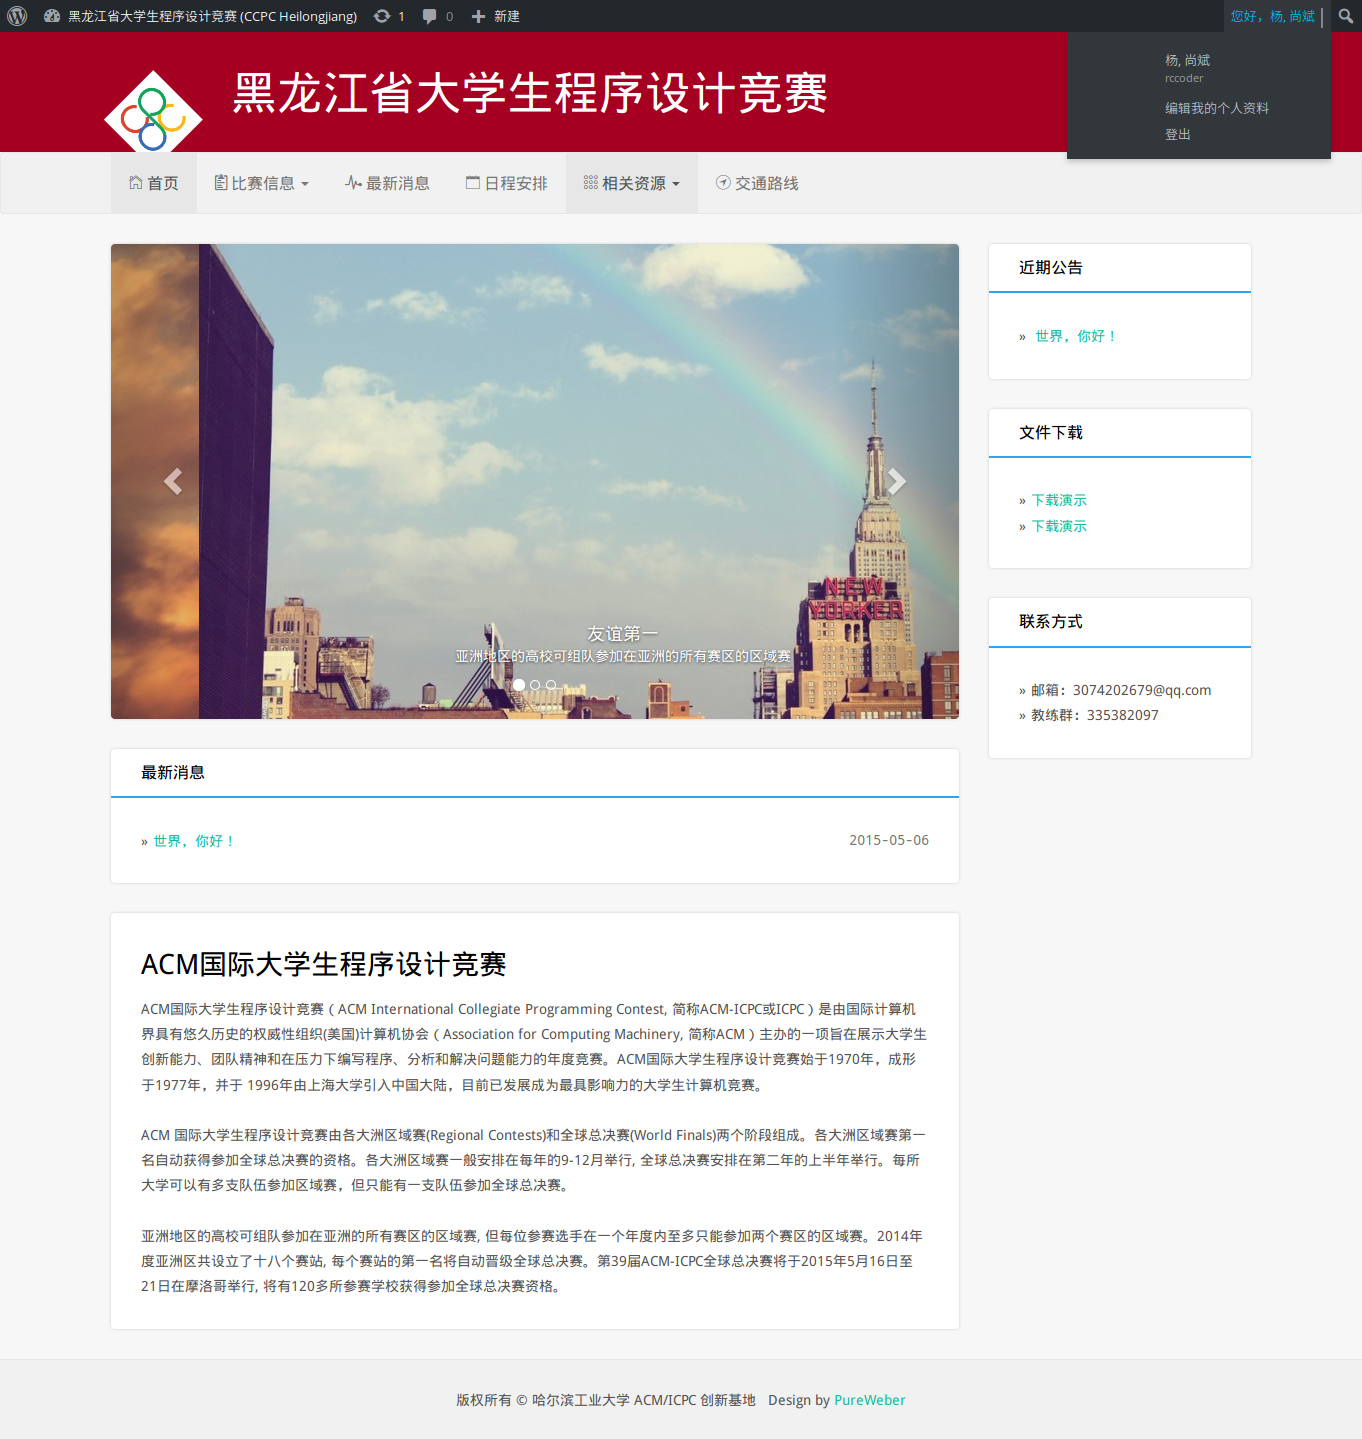 黑龙江省大学生程序设计竞赛 (CCPC Heilongjiang) 1 0 新建 您好，杨, 尚斌
杨, 尚斌
rccoder
编辑我的个人资料
登出
黑龙江省大学生程序设计竞赛
首页 比赛信息 最新消息 日程安排 相关资源 交通路线
NEW
YORKER
友谊第一
亚洲地区的高校可组队参加在亚洲的所有赛区的区域赛
近期公告
» 世界，你好！
文件下载
» 下载演示
» 下载演示
联系方式
» 邮箱：3074202679@qq.com
» 教练群：335382097
最新消息
» 世界，你好！ 2015-05-06
ACM国际大学生程序设计竞赛
ACM国际大学生程序设计竞赛（ACM International Collegiate Programming Contest, 简称ACM-ICPC或ICPC）是由国际计算机
界具有悠久历史的权威性组织(美国)计算机协会（Association for Computing Machinery, 简称ACM）主办的一项旨在展示大学生
创新能力、团队精神和在压力下编写程序、分析和解决问题能力的年度竞赛。ACM国际大学生程序设计竞赛始于1970年，成形
于1977年，并于 1996年由上海大学引入中国大陆，目前已发展成为最具影响力的大学生计算机竞赛。
ACM 国际大学生程序设计竞赛由各大洲区域赛(Regional Contests)和全球总决赛(World Finals)两个阶段组成。各大洲区域赛第一
名自动获得参加全球总决赛的资格。各大洲区域赛一般安排在每年的9-12月举行, 全球总决赛安排在第二年的上半年举行。每所
大学可以有多支队伍参加区域赛，但只能有一支队伍参加全球总决赛。
亚洲地区的高校可组队参加在亚洲的所有赛区的区域赛, 但每位参赛选手在一个年度内至多只能参加两个赛区的区域赛。2014年
度亚洲区共设立了十八个赛站, 每个赛站的第一名将自动晋级全球总决赛。第39届ACM-ICPC全球总决赛将于2015年5月16日至
21日在摩洛哥举行, 将有120多所参赛学校获得参加全球总决赛资格。
版权所有 © 哈尔滨工业大学 ACM/ICPC 创新基地 Design by PureWeber